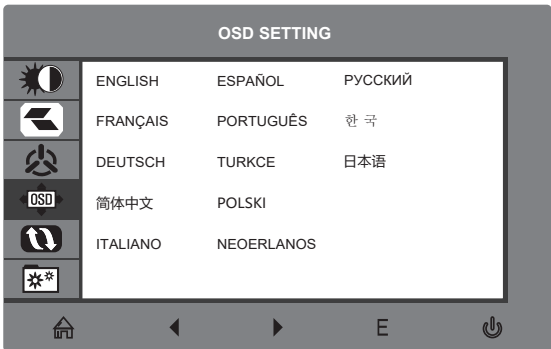 OSD SETTING
ENGLISH ESPAÑOL РУССКИЙ
FRANÇAIS PORTUGUÊS 한 국
DEUTSCH TURKCE 日本语
OSD
简体中文 POLSKI
ITALIANO NEOERLANOS
E